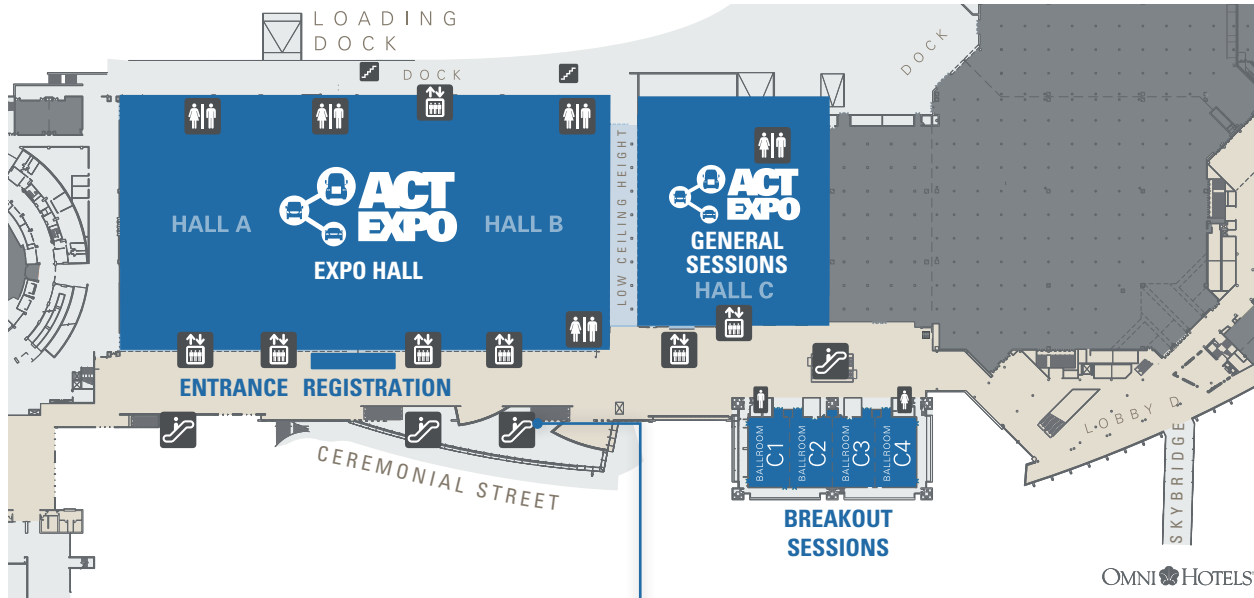 LOADING
DOCK
DOCK
DOCK
HALL A
ACT
EXPO
EXPO HALL
HALL B
LOW CEILING HEIGHT
ACT
EXPO
GENERAL
SESSIONS
HALL C
ENTRANCE
REGISTRATION
CEREMONIAL STREET
BALLROOM
C1
BALLROOM
C2
BALLROOM
C3
BALLROOM
C4
BREAKOUT
SESSIONS
LOBBY D
SKYBRIDGE
OMNI HOTELS